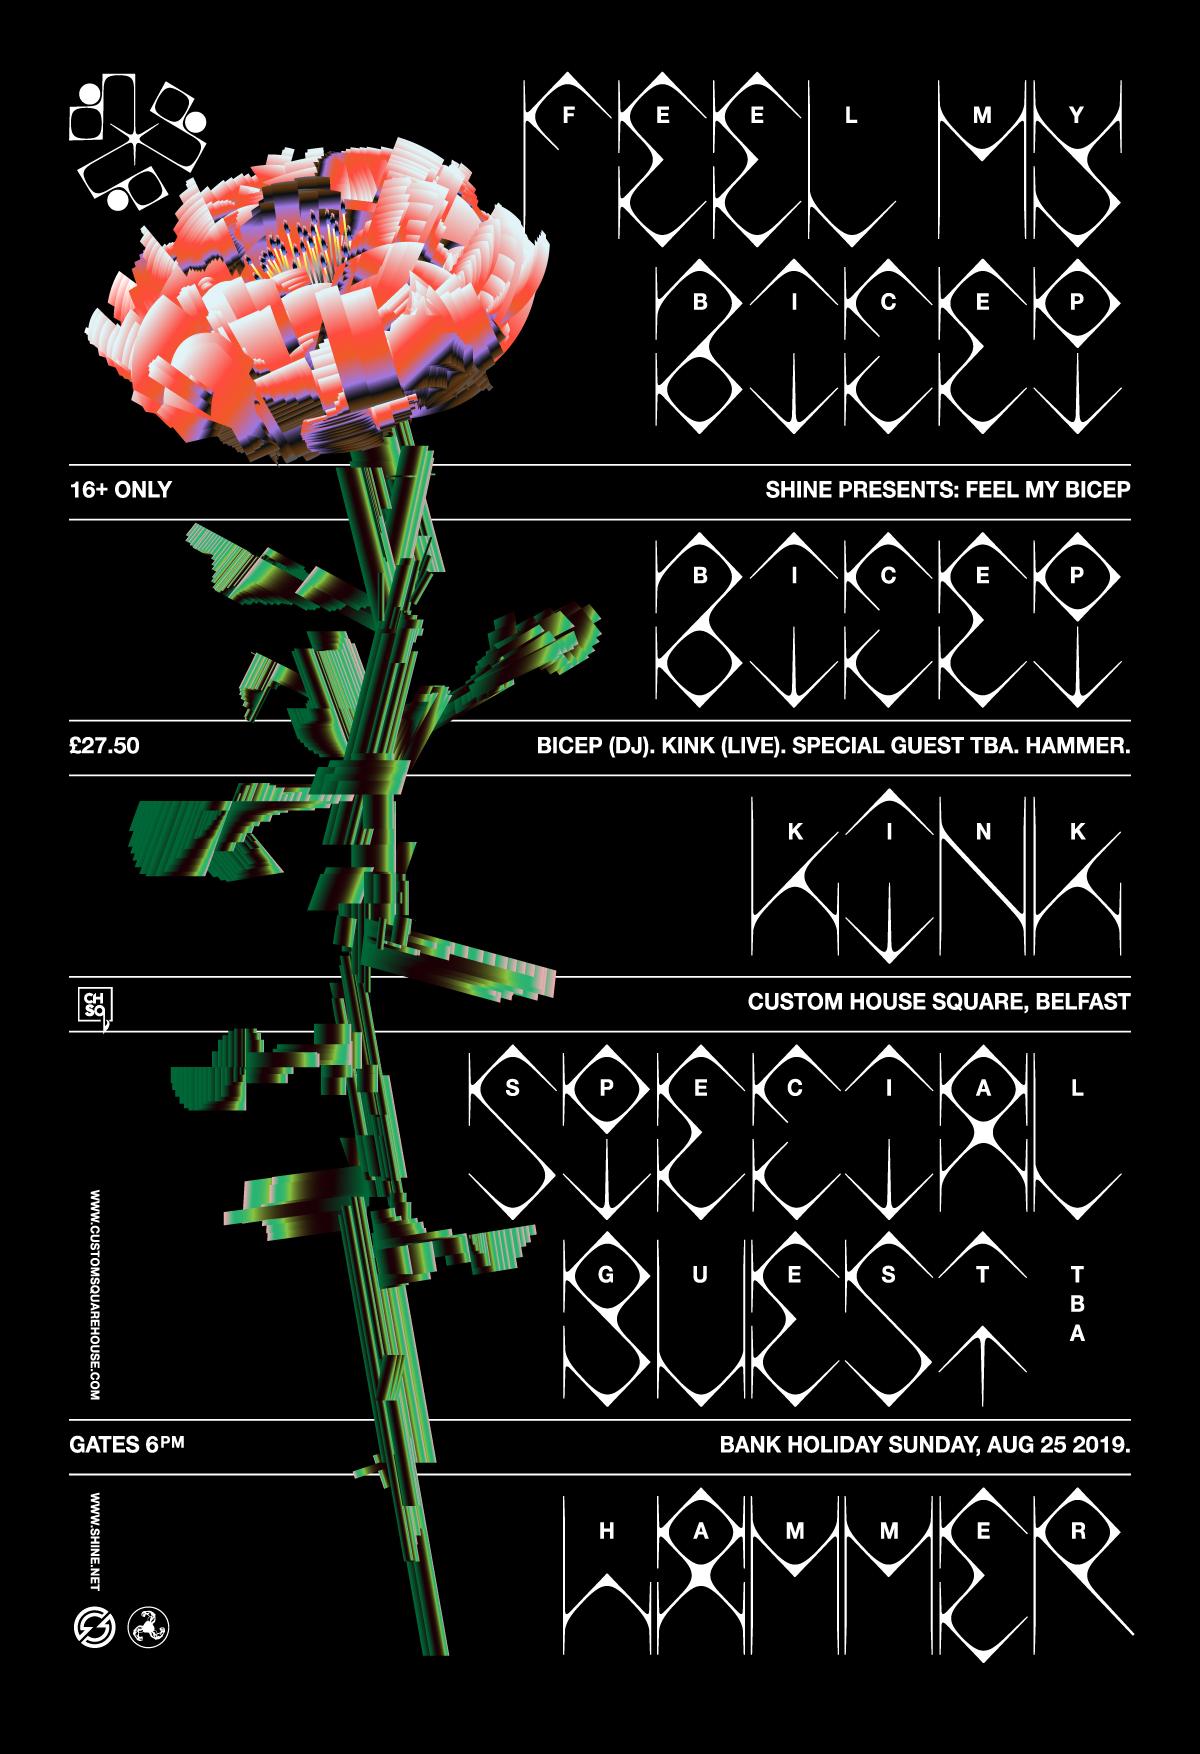 FEEL MY
BICEP
16+ ONLY
SHINE PRESENTS: FEEL MY BICEP
BICEP
£27.50
BICEP (DJ). KINK (LIVE). SPECIAL GUEST TBA. HAMMER.
KINK
CHSQ
CUSTOM HOUSE SQUARE, BELFAST
SPECIAL
GUEST TBA
WWW.CUSTOMSQUAREHOUSE.COM
GATES 6PM
BANK HOLIDAY SUNDAY, AUG 25 2019.
HAMMER
WWW.SHINE.NET